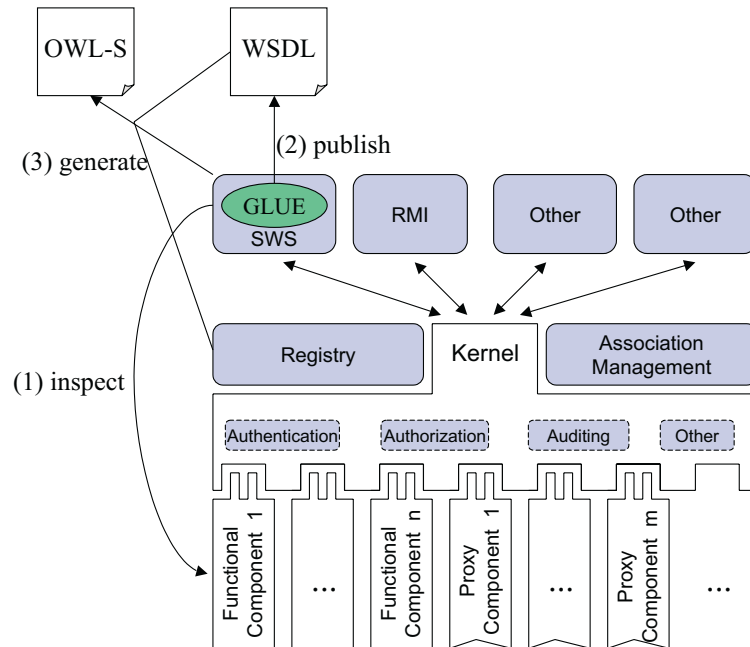 OWL-S
WSDL
(3) generate
(2) publish
GLUE
SWS
RMI
Other
Other
Registry
Kernel
Association
Management
(1) inspect
Authentication
Authorization
Auditing
Other
Functional
Component 1
...
Functional
Component n
Proxy
Component 1
...
Proxy
Component m
...